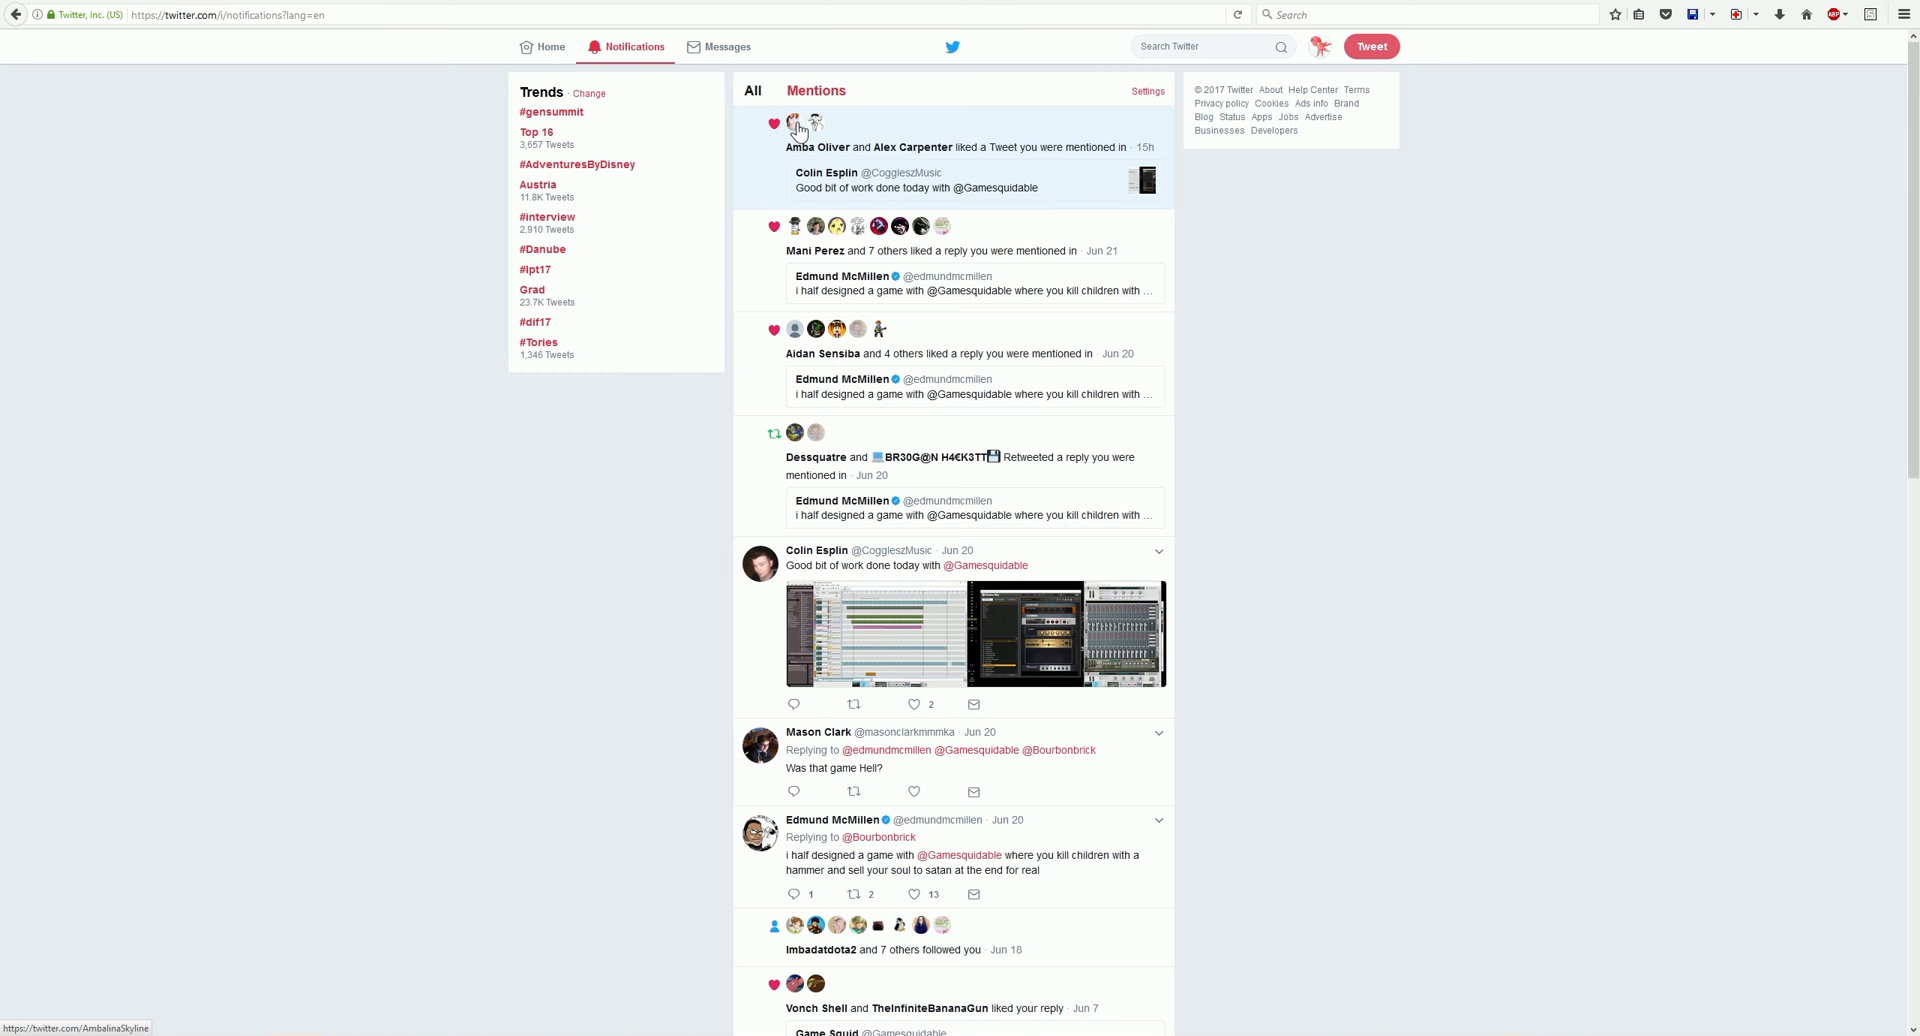 Twitter, Inc. (US)
https://twitter.com/i/notifications?lang=en
Search
Home
Notifications
Messages
Search Twitter
Tweet
Trends · Change
#gensummit
Top 16
3,657 Tweets
#AdventuresByDisney
Austria
11.8K Tweets
#interview
2,910 Tweets
#Danube
#lpt17
Grad
23.7K Tweets
#dif17
#Tories
1,346 Tweets
All
Mentions
Settings
Amba Oliver and Alex Carpenter liked a Tweet you were mentioned in · 15h
Colin Esplin @CoggleszMusic
Good bit of work done today with @Gamesquidable
Mani Perez and 7 others liked a reply you were mentioned in · Jun 21
Edmund McMillen @edmundmcmillen
i half designed a game with @Gamesquidable where you kill children with ...
Aidan Sensiba and 4 others liked a reply you were mentioned in · Jun 20
Edmund McMillen @edmundmcmillen
i half designed a game with @Gamesquidable where you kill children with ...
Dessquatre and 💻BR30G@N H4€K3TT💾 Retweeted a reply you were
mentioned in · Jun 20
Edmund McMillen @edmundmcmillen
i half designed a game with @Gamesquidable where you kill children with ...
Colin Esplin @CoggleszMusic · Jun 20
Good bit of work done today with @Gamesquidable
2
Mason Clark @masonclarkmmmka · Jun 20
Replying to @edmundmcmillen @Gamesquidable @Bourbonbrick
Was that game Hell?
Edmund McMillen @edmundmcmillen · Jun 20
Replying to @Bourbonbrick
i half designed a game with @Gamesquidable where you kill children with a
hammer and sell your soul to satan at the end for real
1 2 13
Imbadatdota2 and 7 others followed you · Jun 18
Vonch Shell and TheInfiniteBananaGun liked your reply · Jun 7
Game Squid @Gamesquidable
© 2017 Twitter About Help Center Terms
Privacy policy Cookies Ads info Brand
Blog Status Apps Jobs Advertise
Businesses Developers
https://twitter.com/AmbalinaSkyline